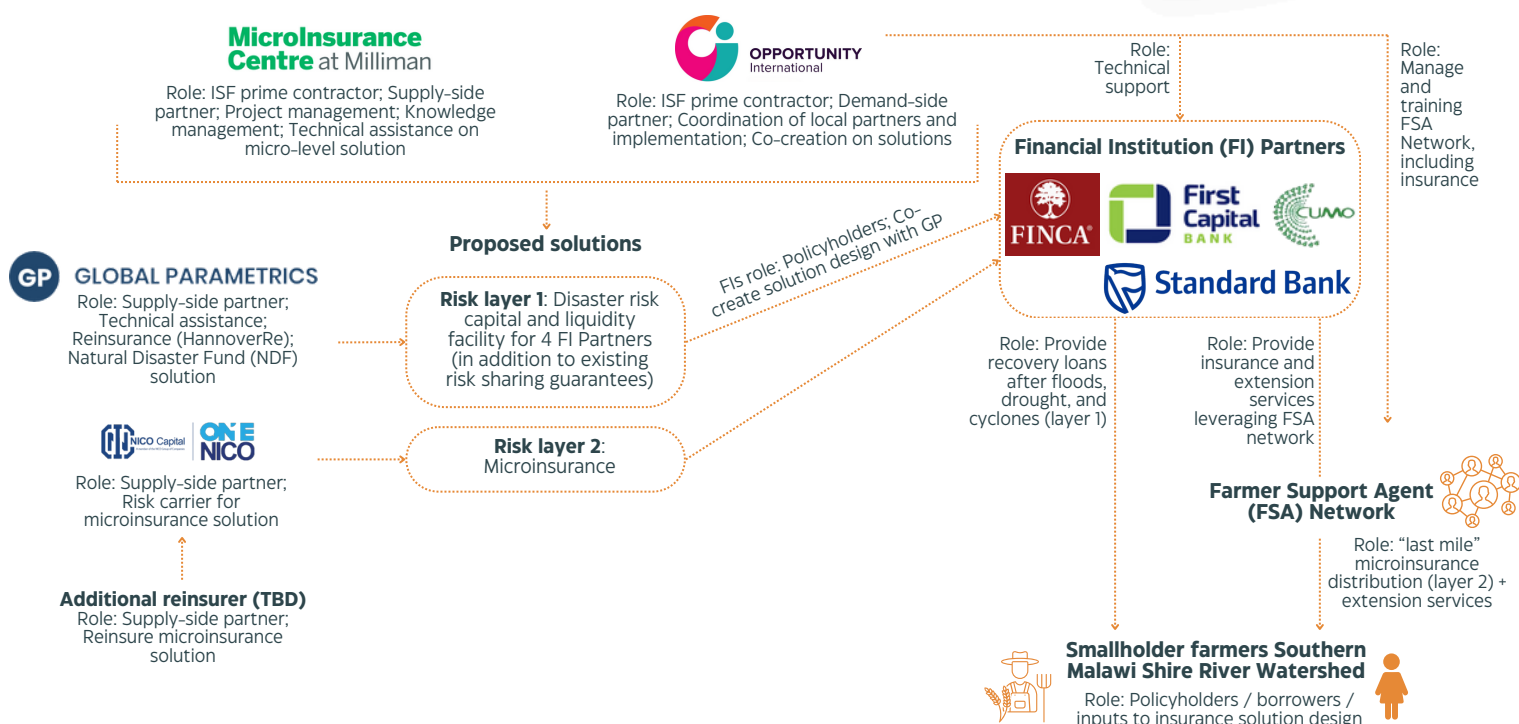 MicroInsurance
Centre at Milliman
Role: ISF prime contractor; Supply-side
partner; Project management; Knowledge
management; Technical assistance on
micro-level solution
OPPORTUNITY
International
Role: ISF prime contractor; Demand-side
partner; Coordination of local partners and
implementation; Co-creation on solutions
Role:
Technical
support
Role:
Manage
and
training
FSA
Network,
including
insurance
Financial Institution (FI) Partners
FINCA®
First
Capital
BANK
CUMO
Standard Bank
FIs role: Policyholders; Co-
create solution design with GP
Proposed solutions
GP GLOBAL PARAMETRICS
Role: Supply-side partner;
Technical assistance;
Reinsurance (HannoverRe);
Natural Disaster Fund (NDF)
solution
Risk layer 1: Disaster risk
capital and liquidity
facility for 4 FI Partners
(in addition to existing
risk sharing guarantees)
NICO Capital
ONE
NICO
Role: Supply-side partner;
Risk carrier for
microinsurance solution
Risk layer 2:
Microinsurance
Additional reinsurer (TBD)
Role: Supply-side partner;
Reinsure microinsurance
solution
Role: Provide
recovery loans
after floods,
drought, and
cyclones (layer 1)
Role: Provide
insurance and
extension
services
leveraging FSA
network
Farmer Support Agent
(FSA) Network
Role: “last mile”
microinsurance
distribution (layer 2) +
extension services
Smallholder farmers Southern
Malawi Shire River Watershed
Role: Policyholders / borrowers /
inputs to insurance solution design